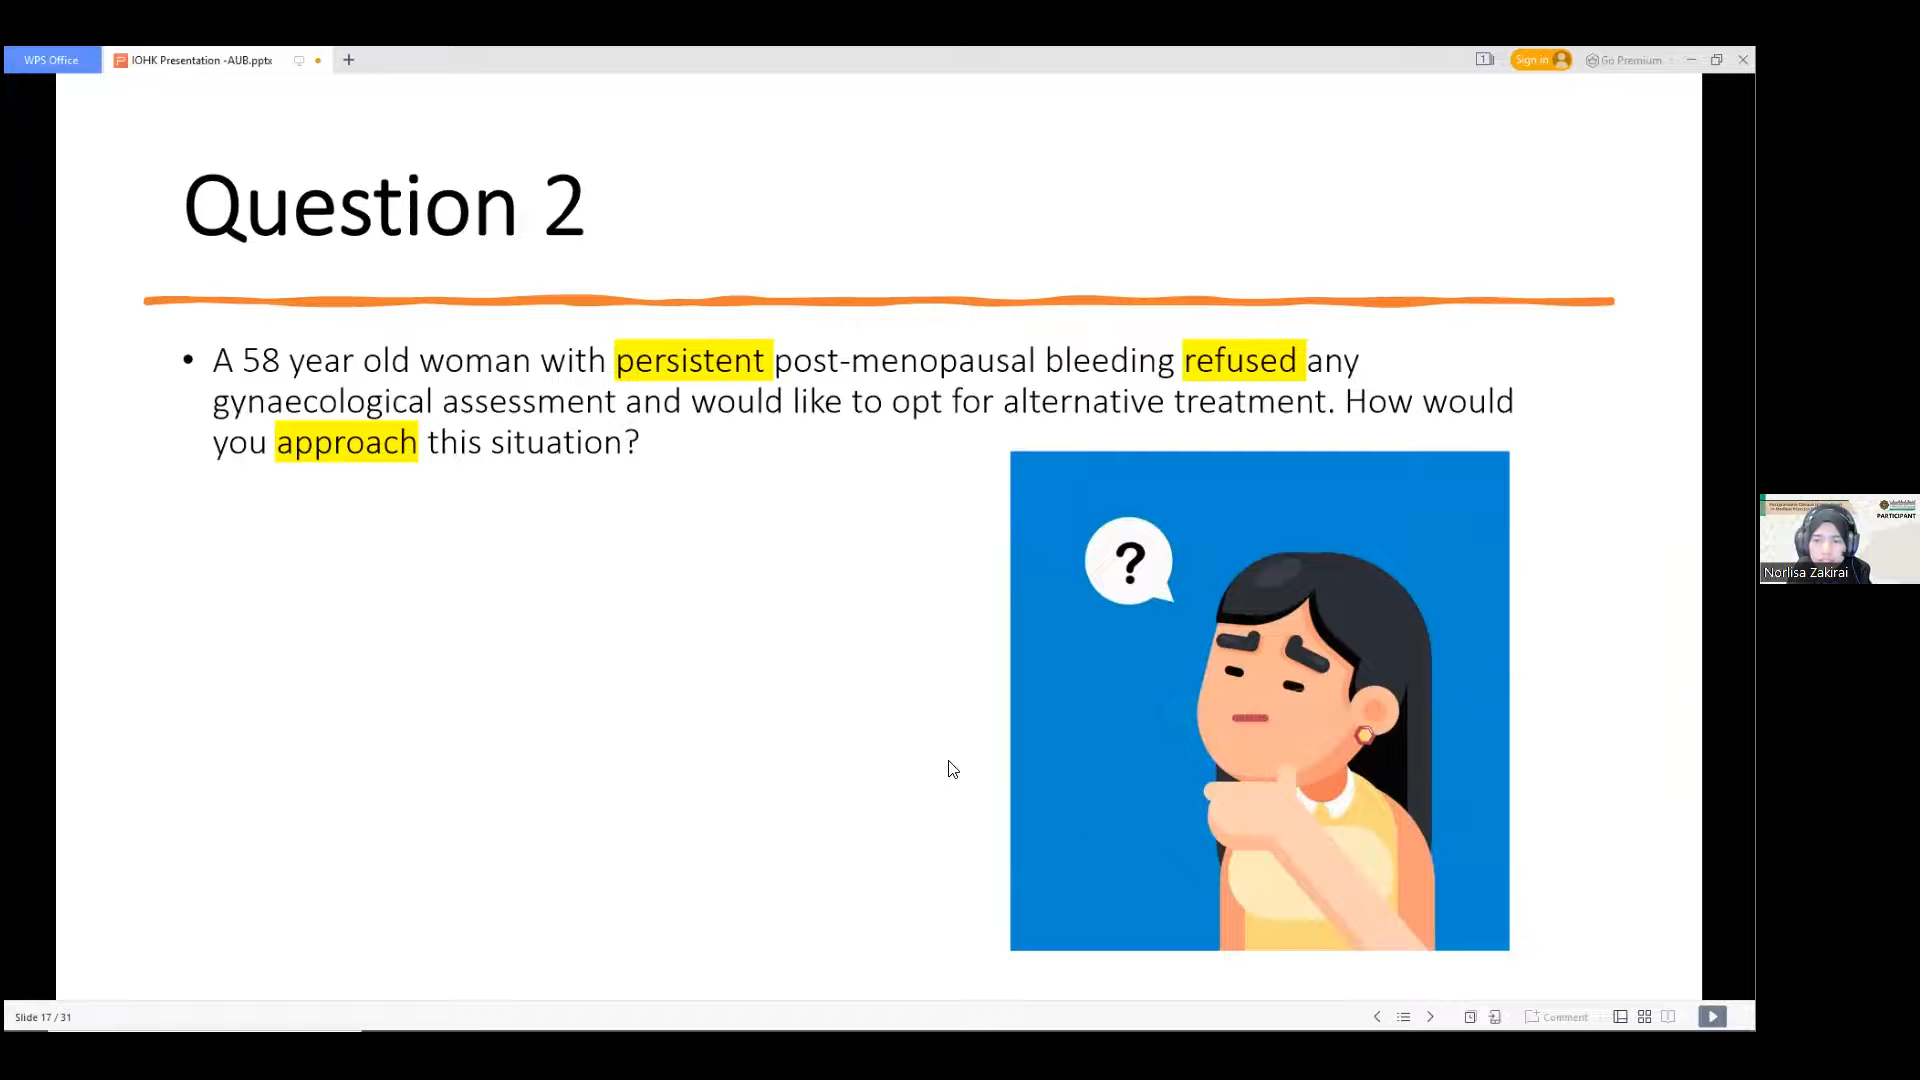 WPS Office
IOHK Presentation -AUB.pptx
+
1
Sign in
Go Premium
Question 2
• A 58 year old woman with persistent post-menopausal bleeding refused any
gynaecological assessment and would like to opt for alternative treatment. How would
you approach this situation?
?
PARTICIPANT
Norlisa Zakirai
Slide 17 / 31
Comment